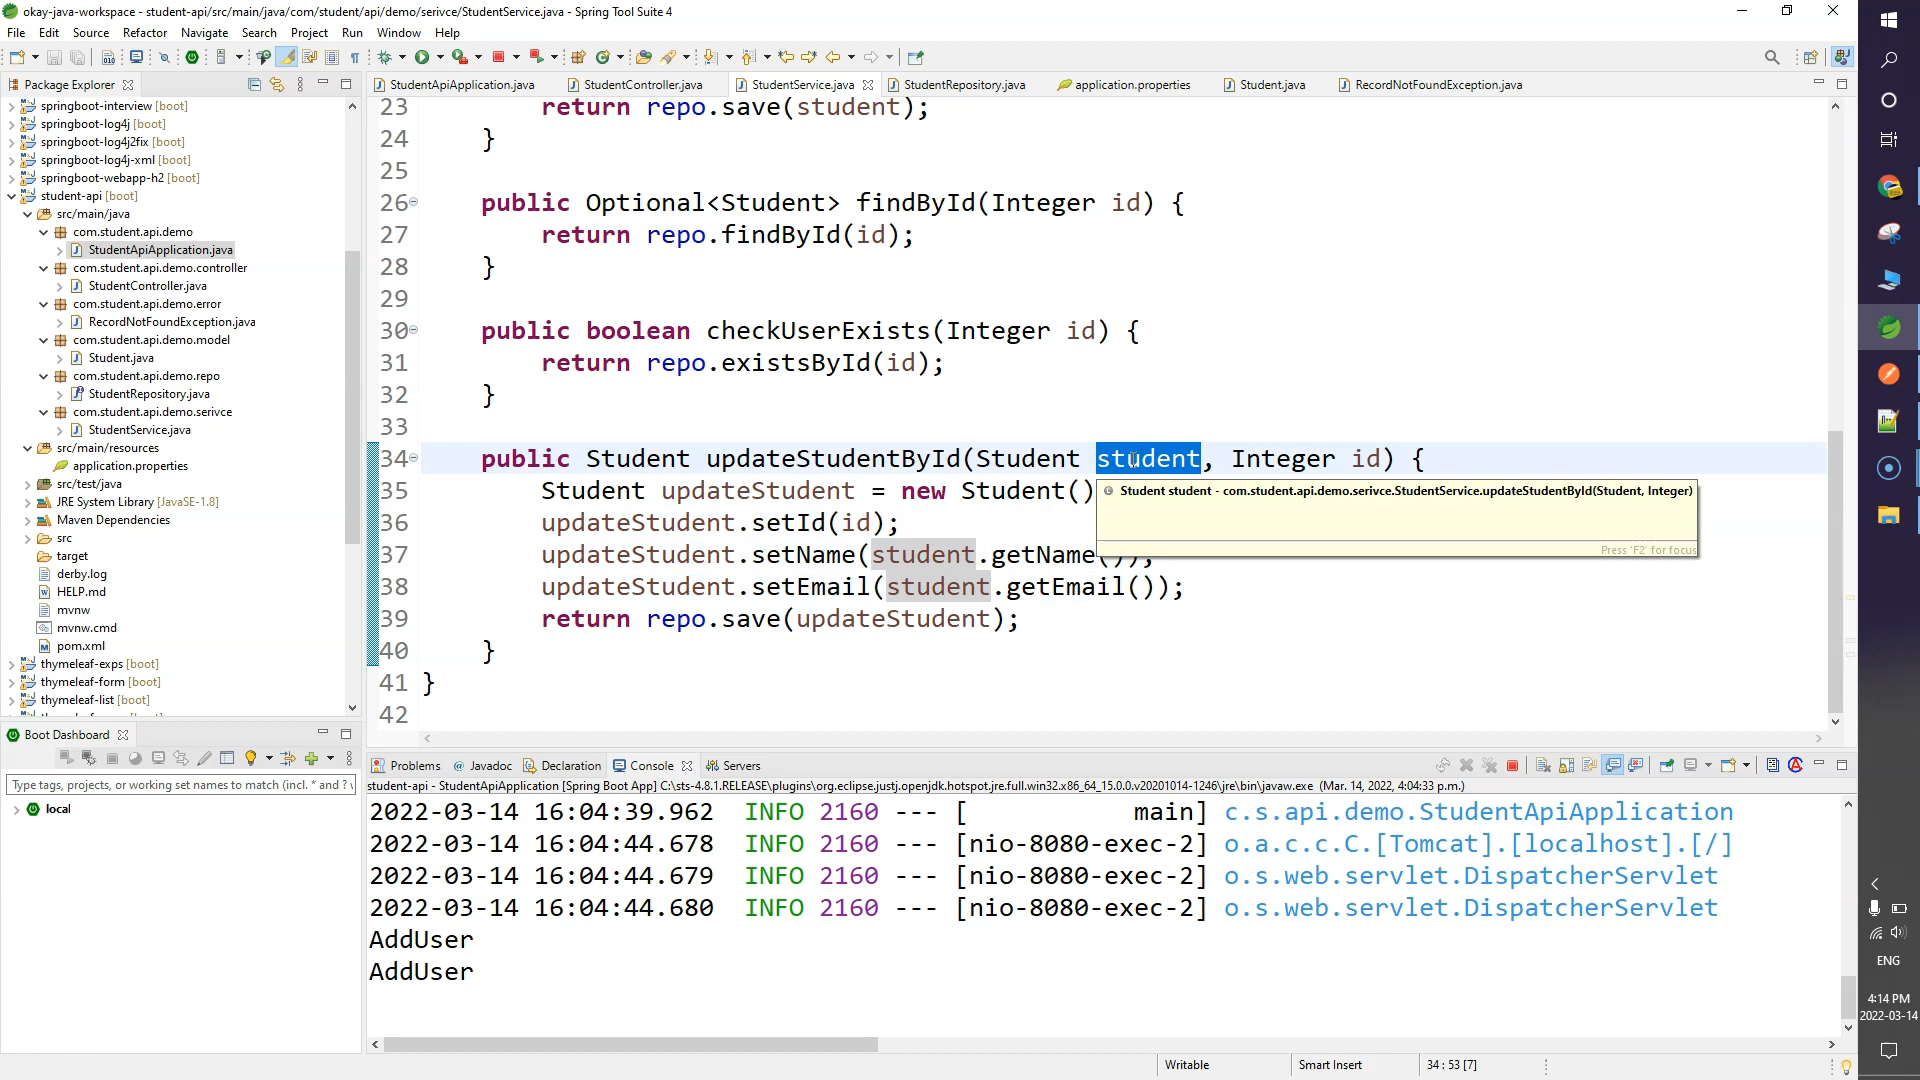 okay-java-workspace - student-api/src/main/java/com/student/api/demo/serivce/StudentService.java - Spring Tool Suite 4
File Edit Source Refactor Navigate Search Project Run Window Help
Package Explorer
springboot-interview [boot]
springboot-log4j [boot]
springboot-log4j2fix [boot]
springboot-log4j-xml [boot]
springboot-webapp-h2 [boot]
student-api [boot]
src/main/java
com.student.api.demo
StudentApiApplication.java
com.student.api.demo.controller
StudentController.java
com.student.api.demo.error
RecordNotFoundException.java
com.student.api.demo.model
Student.java
com.student.api.demo.repo
StudentRepository.java
com.student.api.demo.serivce
StudentService.java
src/main/resources
application.properties
src/test/java
JRE System Library [JavaSE-1.8]
Maven Dependencies
src
target
derby.log
HELP.md
mvnw
mvnw.cmd
pom.xml
thymeleaf-exps [boot]
thymeleaf-form [boot]
thymeleaf-list [boot]
Boot Dashboard
Type tags, projects, or working set names to match (incl. * and ?
local
StudentApiApplication.java StudentController.java StudentService.java StudentRepository.java application.properties Student.java RecordNotFoundException.java
23 return repo.save(student);
24 }
25
26 public Optional<Student> findById(Integer id) {
27 return repo.findById(id);
28 }
29
30 public boolean checkUserExists(Integer id) {
31 return repo.existsById(id);
32 }
33
34 public Student updateStudentById(Student student, Integer id) {
35 Student updateStudent = new Student()
36 updateStudent.setId(id);
37 updateStudent.setName(student.getName());
38 updateStudent.setEmail(student.getEmail());
39 return repo.save(updateStudent);
40 }
41 }
42
Student student - com.student.api.demo.serivce.StudentService.updateStudentById(Student, Integer)
Press 'F2' for focus
Problems Javadoc Declaration Console Servers
student-api - StudentApiApplication [Spring Boot App] C:\sts-4.8.1.RELEASE\plugins\org.eclipse.justj.openjdk.hotspot.jre.full.win32.x86_64_15.0.0.v20201014-1246\jre\bin\javaw.exe (Mar. 14, 2022, 4:04:33 p.m.)
2022-03-14 16:04:39.962 INFO 2160 --- [ main] c.s.api.demo.StudentApiApplication
2022-03-14 16:04:44.678 INFO 2160 --- [nio-8080-exec-2] o.a.c.c.C.[Tomcat].[localhost].[/]
2022-03-14 16:04:44.679 INFO 2160 --- [nio-8080-exec-2] o.s.web.servlet.DispatcherServlet
2022-03-14 16:04:44.680 INFO 2160 --- [nio-8080-exec-2] o.s.web.servlet.DispatcherServlet
AddUser
AddUser
Writable Smart Insert 34 : 53 [7]
ENG
4:14 PM
2022-03-14